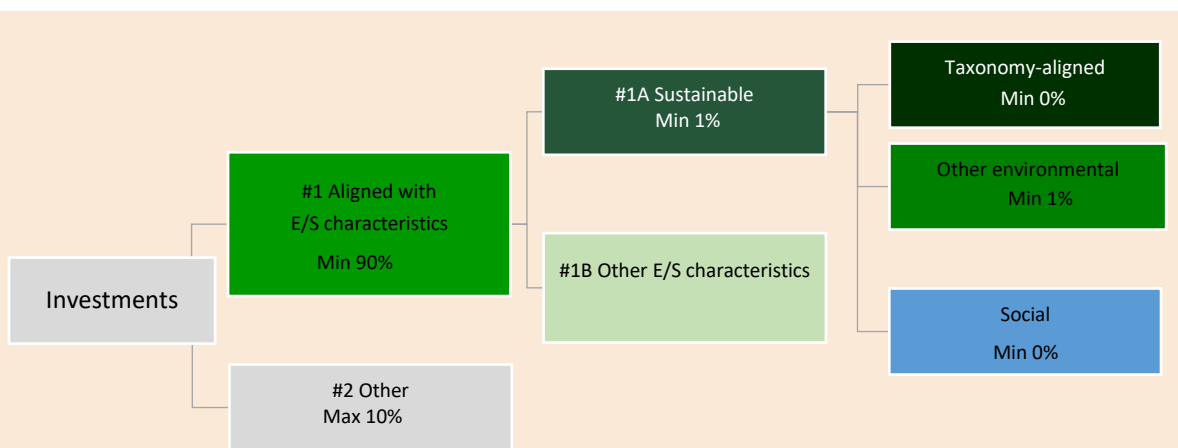 Investments
#1 Aligned with
E/S characteristics
Min 90%
#2 Other
Max 10%
#1A Sustainable
Min 1%
#1B Other E/S characteristics
Taxonomy-aligned
Min 0%
Other environmental
Min 1%
Social
Min 0%